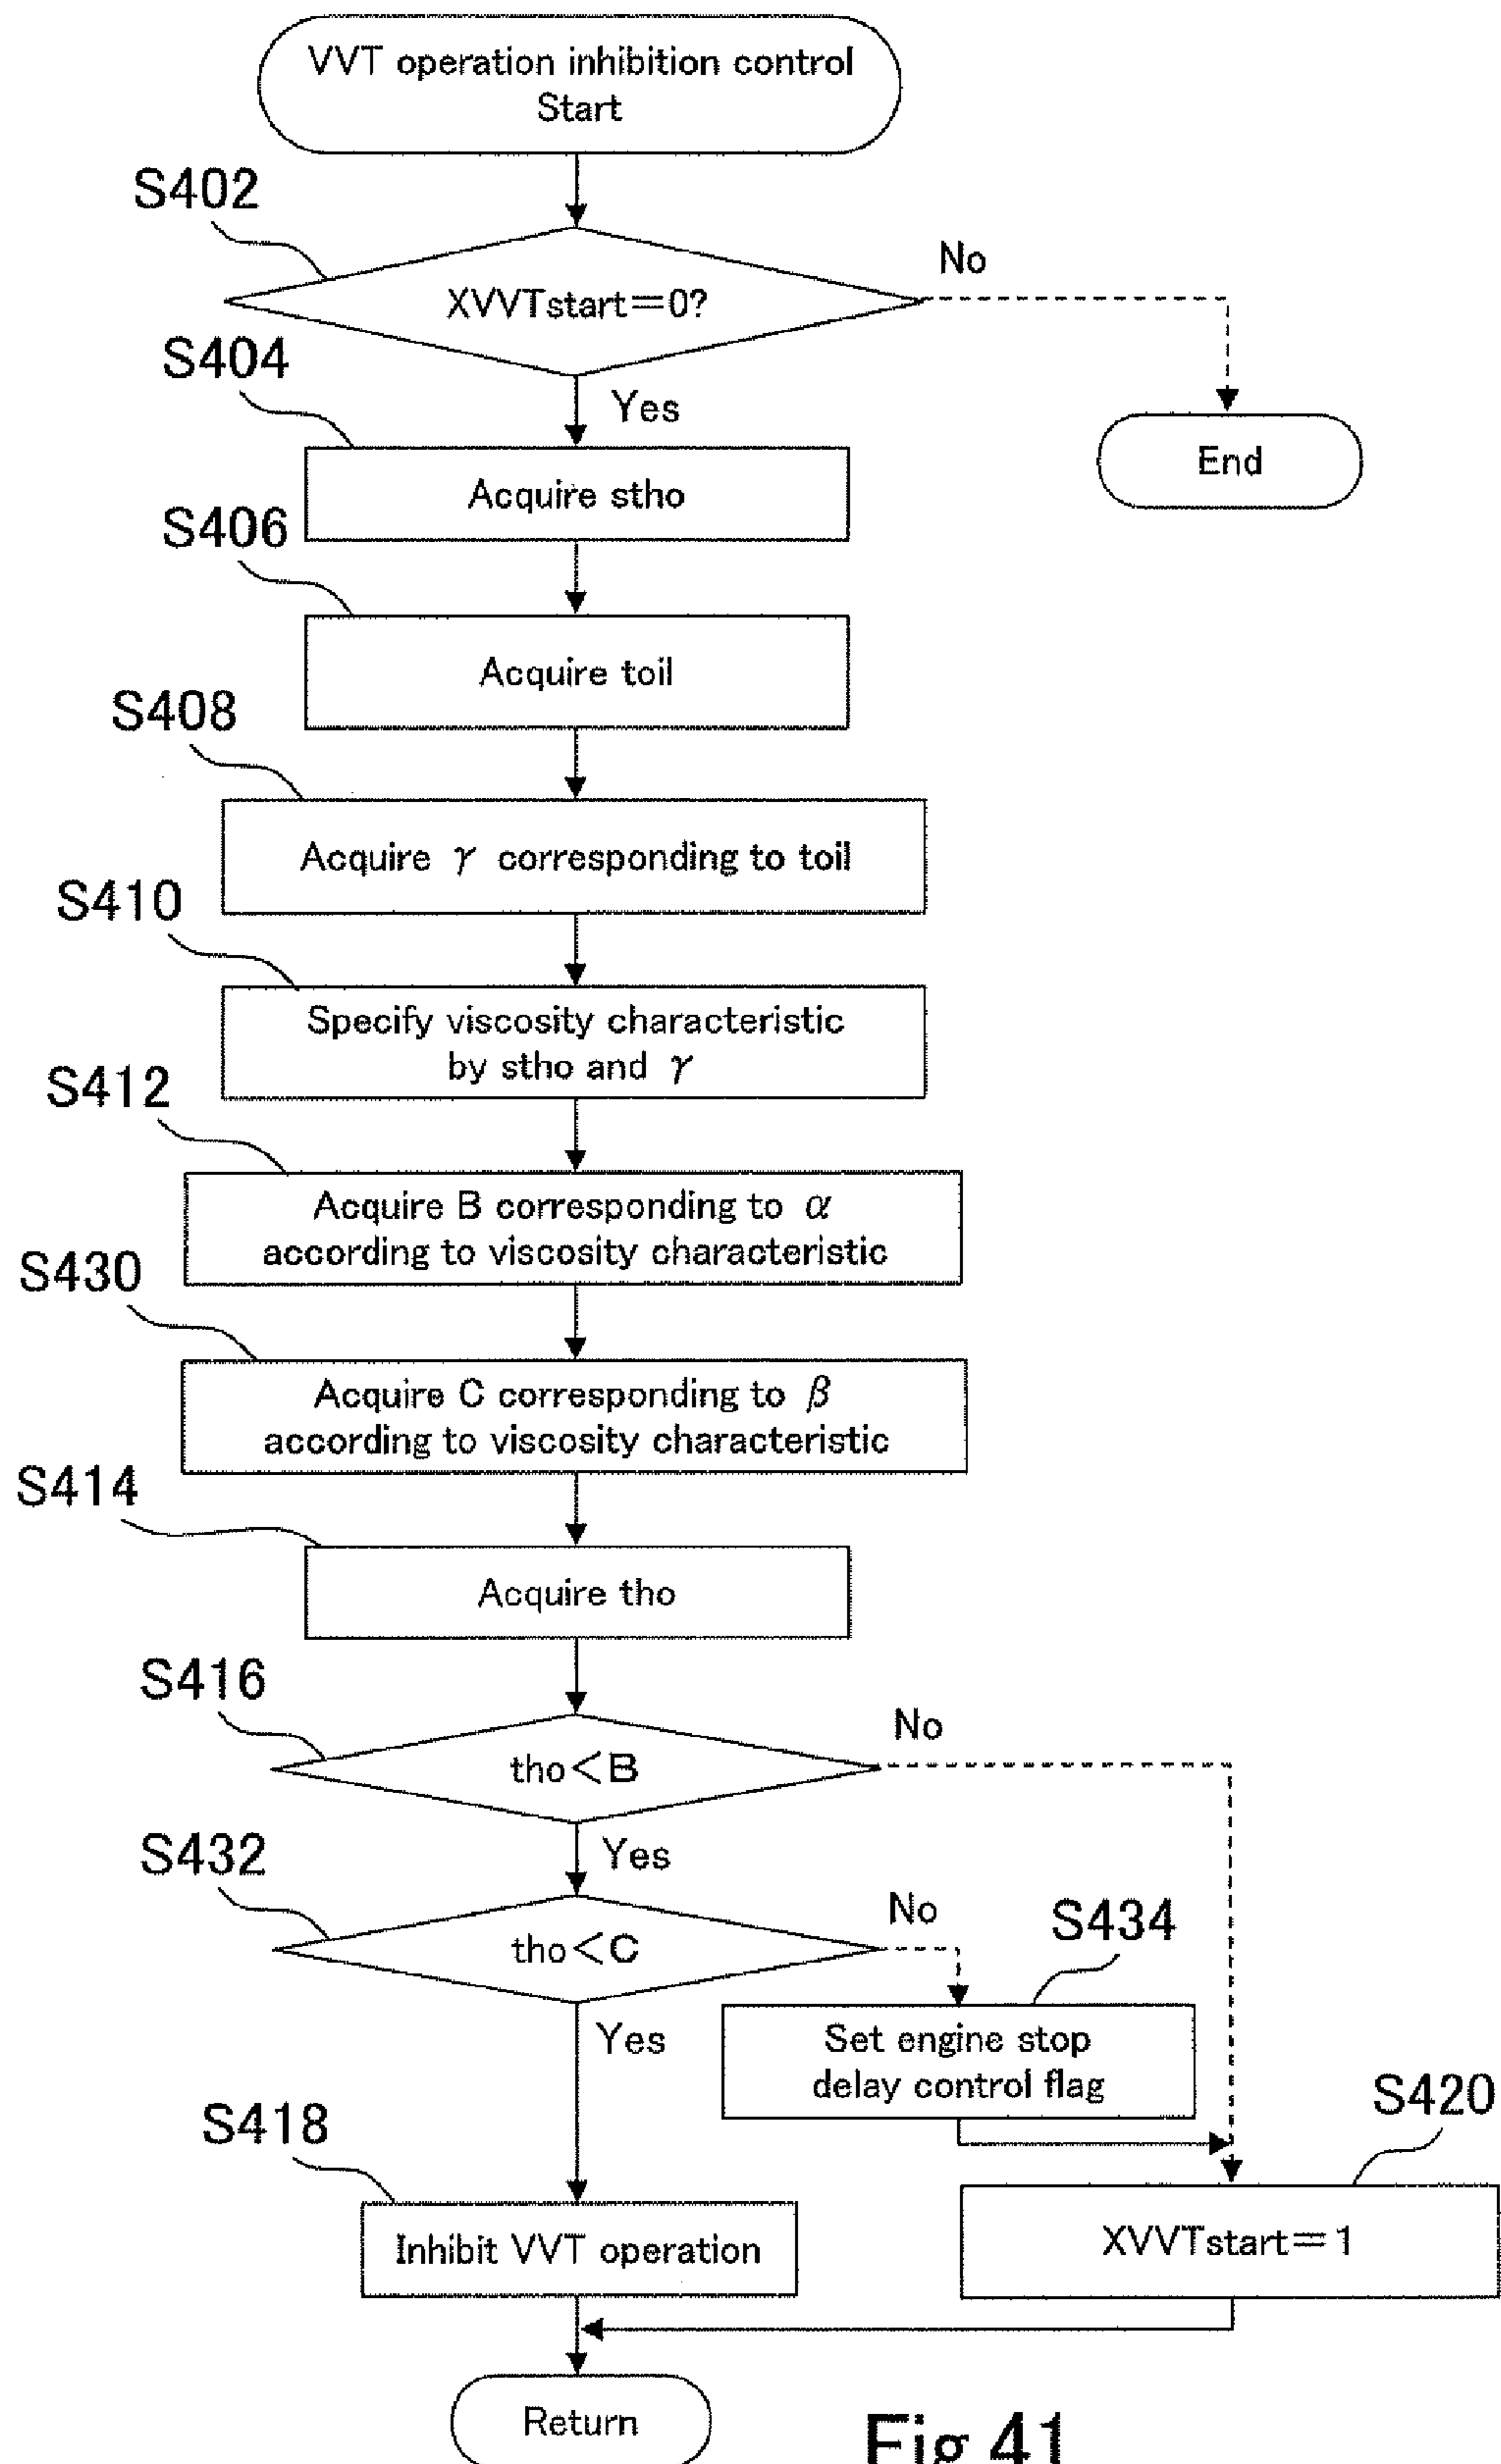 VVT operation inhibition control
Start
S402
XVVTstart=0?
No
Yes
End
S404
Acquire stho
S406
Acquire toil
S408
Acquire γ corresponding to toil
S410
Specify viscosity characteristic
by stho and γ
S412
Acquire B corresponding to α
according to viscosity characteristic
S430
Acquire C corresponding to β
according to viscosity characteristic
S414
Acquire tho
S416
tho<B
No
Yes
S432
tho<C
No
Yes
S434
Set engine stop
delay control flag
S420
XVVTstart=1
S418
Inhibit VVT operation
Return
Fig.41